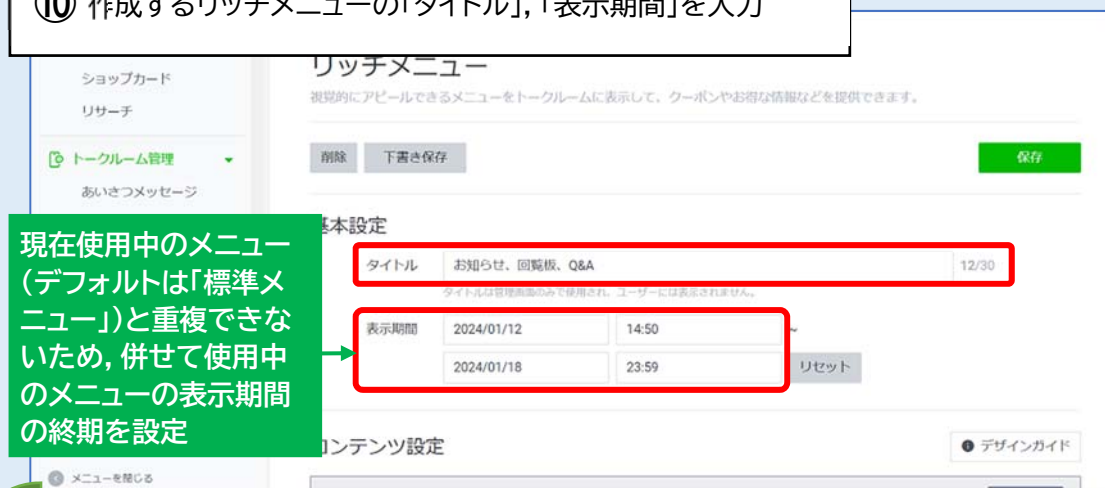 ⑩ 作成するリッチメニューの「タイトル」，「表示期間」を入力
ショップカード
リサーチ
トークルーム管理
あいさつメッセージ
リッチメニュー
視覚的にアピールできるメニューをトークルームに表示して、クーポンやお得な情報などを提供できます。
削除
下書き保存
保存
基本設定
タイトル
お知らせ、回覧板、Q&A
12/30
タイトルは管理画面のみで使用され、ユーザーには表示されません。
表示期間
2024/01/12
14:50
~
2024/01/18
23:59
リセット
現在使用中のメニュー
（デフォルトは「標準メ
ニュー」）と重複できな
いため，併せて使用中
のメニューの表示期間
の終期を設定
コンテンツ設定
デザインガイド
メニューを閉じる